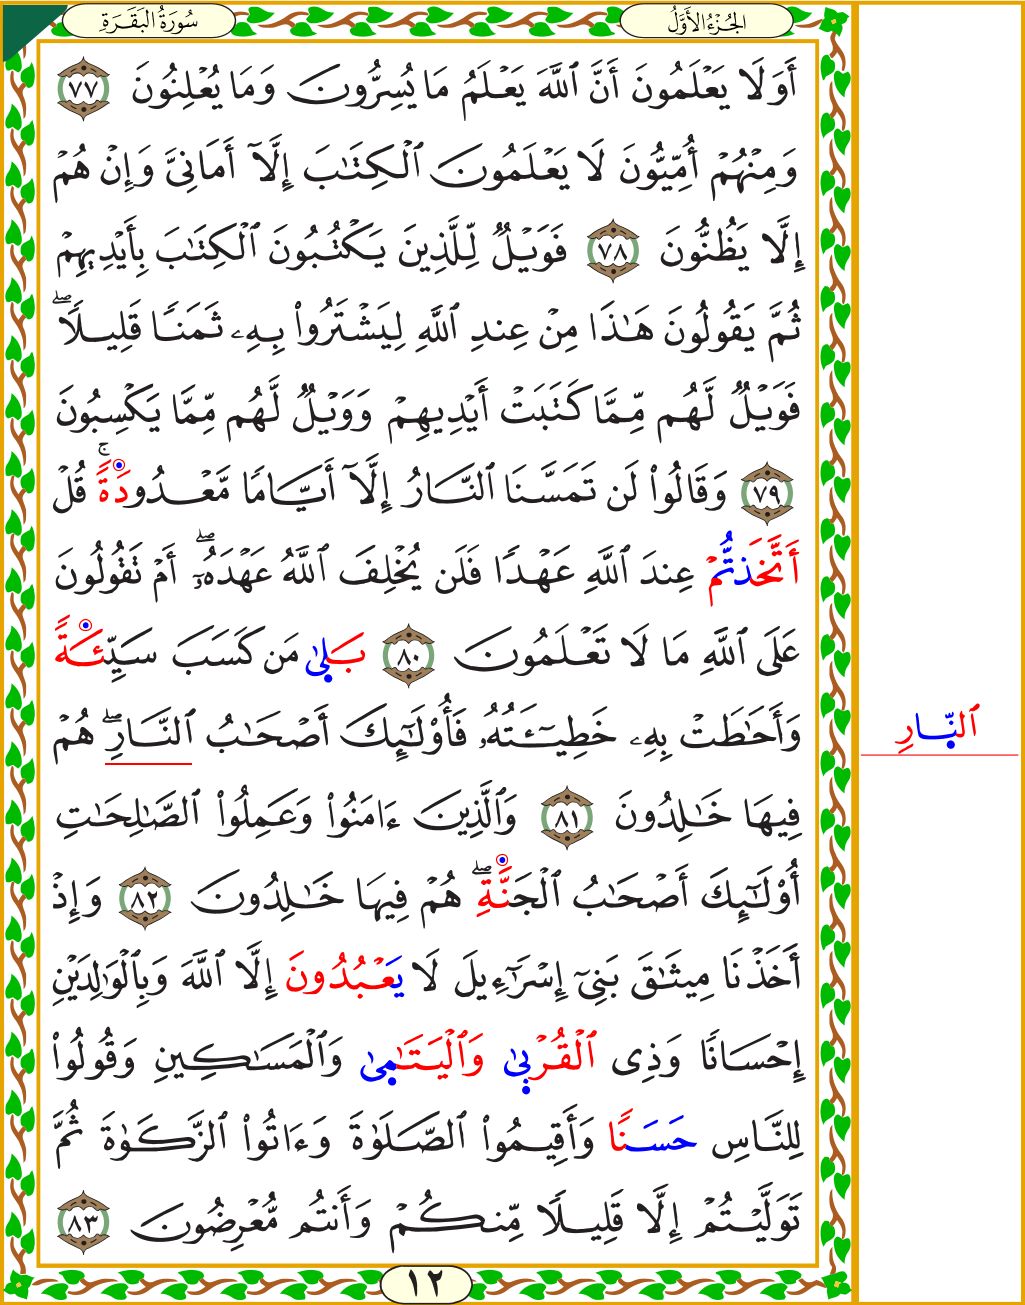 الجُزْءُ الأَوَّلُ
سُورَةُ البَقَرَةِ
أَوَلَا يَعْلَمُونَ أَنَّ ٱللَّهَ يَعْلَمُ مَا يُسِرُّونَ وَمَا يُعْلِنُونَ ٧٧
وَمِنْهُمْ أُمِّيُّونَ لَا يَعْلَمُونَ ٱلْكِتَٰبَ إِلَّآ أَمَانِىَّ وَإِنْ هُمْ
إِلَّا يَظُنُّونَ ٧٨ فَوَيْلٌ لِّلَّذِينَ يَكْتُبُونَ ٱلْكِتَٰبَ بِأَيْدِيهِمْ
ثُمَّ يَقُولُونَ هَٰذَا مِنْ عِندِ ٱللَّهِ لِيَشْتَرُوا۟ بِهِۦ ثَمَنًا قَلِيلًا ۖ
فَوَيْلٌ لَّهُم مِّمَّا كَتَبَتْ أَيْدِيهِمْ وَوَيْلٌ لَّهُم مِّمَّا يَكْسِبُونَ
٧٩ وَقَالُوا۟ لَن تَمَسَّنَا ٱلنَّارُ إِلَّآ أَيَّامًا مَّعْدُودَةً ۚ قُلْ
أَتَّخَذتُّمْ عِندَ ٱللَّهِ عَهْدًا فَلَن يُخْلِفَ ٱللَّهُ عَهْدَهُۥٓ ۖ أَمْ تَقُولُونَ
عَلَى ٱللَّهِ مَا لَا تَعْلَمُونَ ٨٠ بَلَىٰ مَن كَسَبَ سَيِّئَةً
وَأَحَٰطَتْ بِهِۦ خَطِيٓـَٔتُهُۥ فَأُو۟لَٰٓئِكَ أَصْحَٰبُ ٱلنَّارِ ۖ هُمْ
فِيهَا خَٰلِدُونَ ٨١ وَٱلَّذِينَ ءَامَنُوا۟ وَعَمِلُوا۟ ٱلصَّٰلِحَٰتِ
أُو۟لَٰٓئِكَ أَصْحَٰبُ ٱلْجَنَّةِ ۖ هُمْ فِيهَا خَٰلِدُونَ ٨٢ وَإِذْ
أَخَذْنَا مِيثَٰقَ بَنِىٓ إِسْرَٰٓءِيلَ لَا يَعْبُدُونَ إِلَّا ٱللَّهَ وَبِٱلْوَٰلِدَيْنِ
إِحْسَانًا وَذِى ٱلْقُرْبَىٰ وَٱلْيَتَٰمَىٰ وَٱلْمَسَٰكِينِ وَقُولُوا۟
لِلنَّاسِ حَسَنًا وَأَقِيمُوا۟ ٱلصَّلَوٰةَ وَءَاتُوا۟ ٱلزَّكَوٰةَ ثُمَّ
تَوَلَّيْتُمْ إِلَّا قَلِيلًا مِّنكُمْ وَأَنتُم مُّعْرِضُونَ ٨٣
ٱلنّارِ
١٢